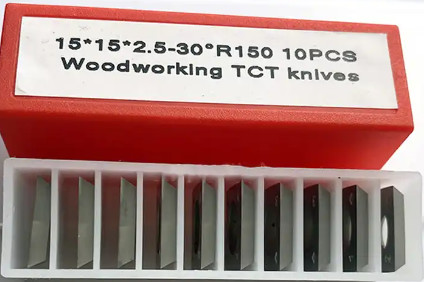 15*15*2.5-30°R150 10PCS
Woodworking TCT knives